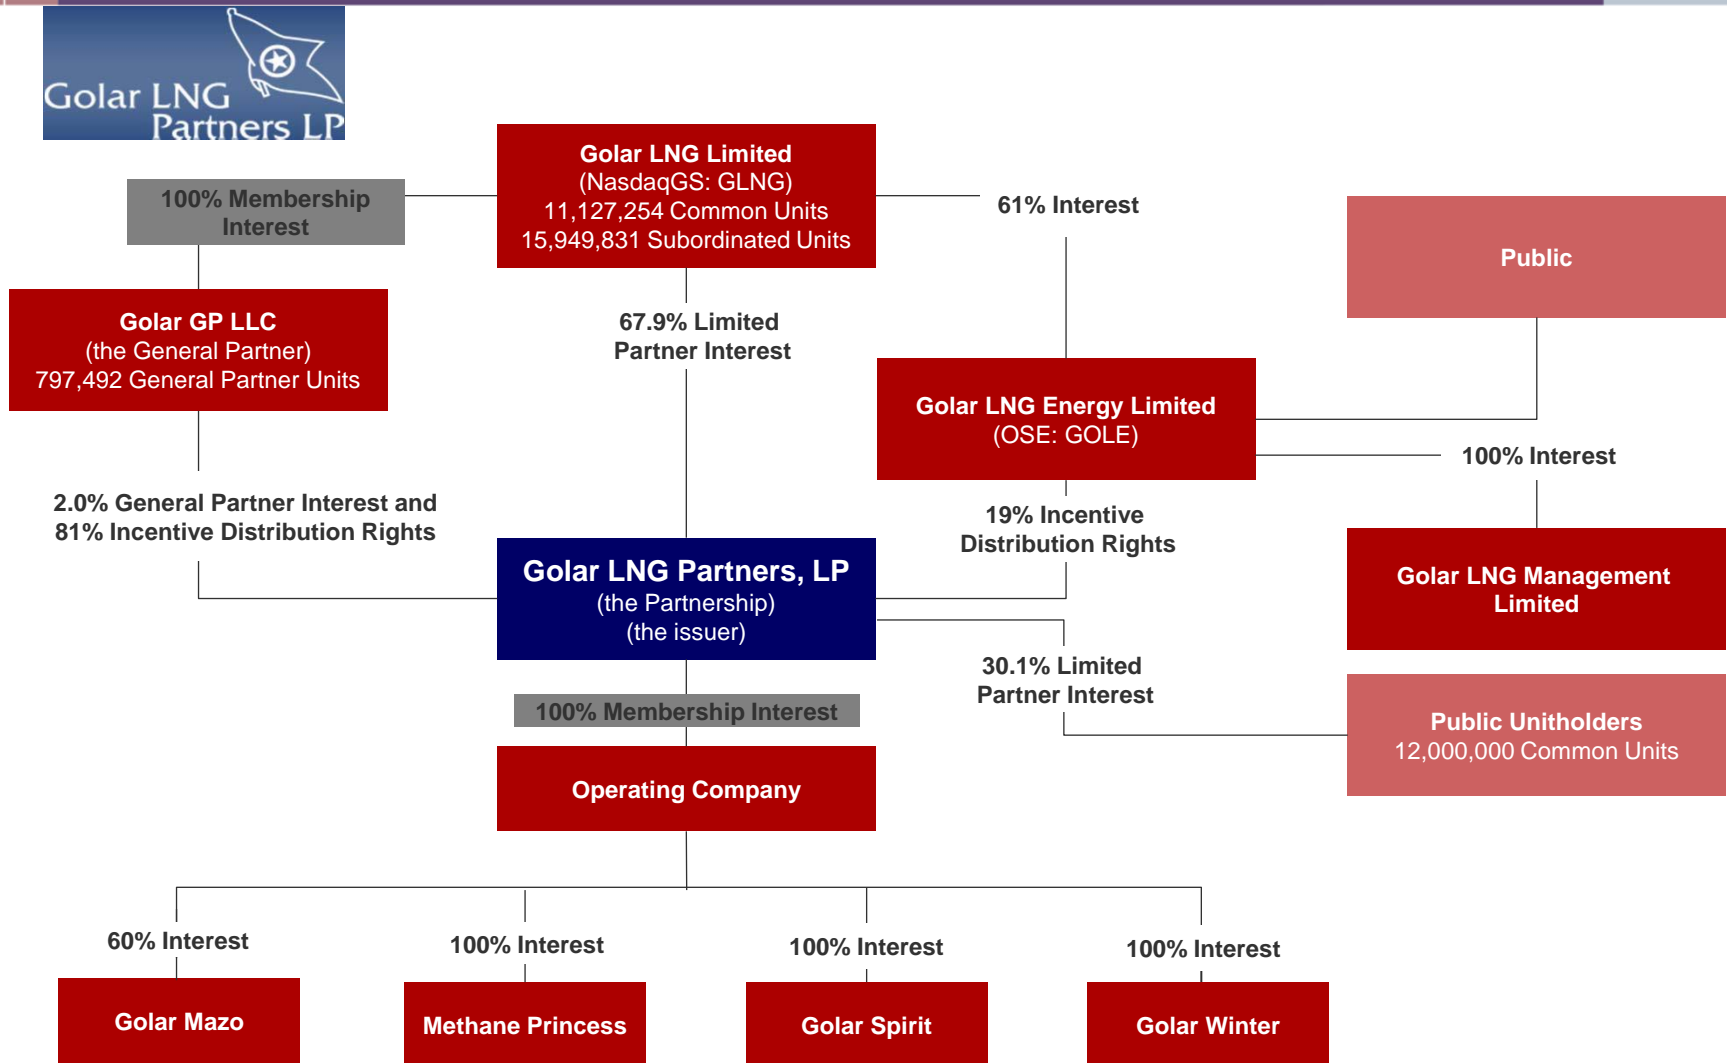 Golar LNG
Partners LP
Golar LNG Limited
(NasdaqGS: GLNG)
11,127,254 Common Units
15,949,831 Subordinated Units
100% Membership
Interest
61% Interest
Public
Golar GP LLC
(the General Partner)
797,492 General Partner Units
67.9% Limited
Partner Interest
Golar LNG Energy Limited
(OSE: GOLE)
100% Interest
2.0% General Partner Interest and
81% Incentive Distribution Rights
19% Incentive
Distribution Rights
Golar LNG Partners, LP
(the Partnership)
(the issuer)
Golar LNG Management
Limited
30.1% Limited
Partner Interest
100% Membership Interest
Public Unitholders
12,000,000 Common Units
Operating Company
60% Interest
100% Interest
100% Interest
100% Interest
Golar Mazo
Methane Princess
Golar Spirit
Golar Winter